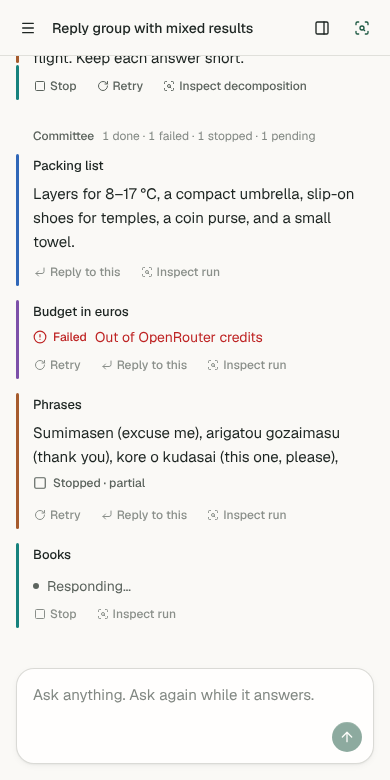 Reply group with mixed results
flight. Keep each answer short.
Stop Retry Inspect decomposition
Committee 1 done · 1 failed · 1 stopped · 1 pending
Packing list
Layers for 8–17 °C, a compact umbrella, slip-on
shoes for temples, a coin purse, and a small
towel.
Reply to this Inspect run
Budget in euros
Failed Out of OpenRouter credits
Retry Reply to this Inspect run
Phrases
Sumimasen (excuse me), arigatou gozaimasu
(thank you), kore o kudasai (this one, please),
Stopped · partial
Retry Reply to this Inspect run
Books
Responding...
Stop Inspect run
Ask anything. Ask again while it answers.